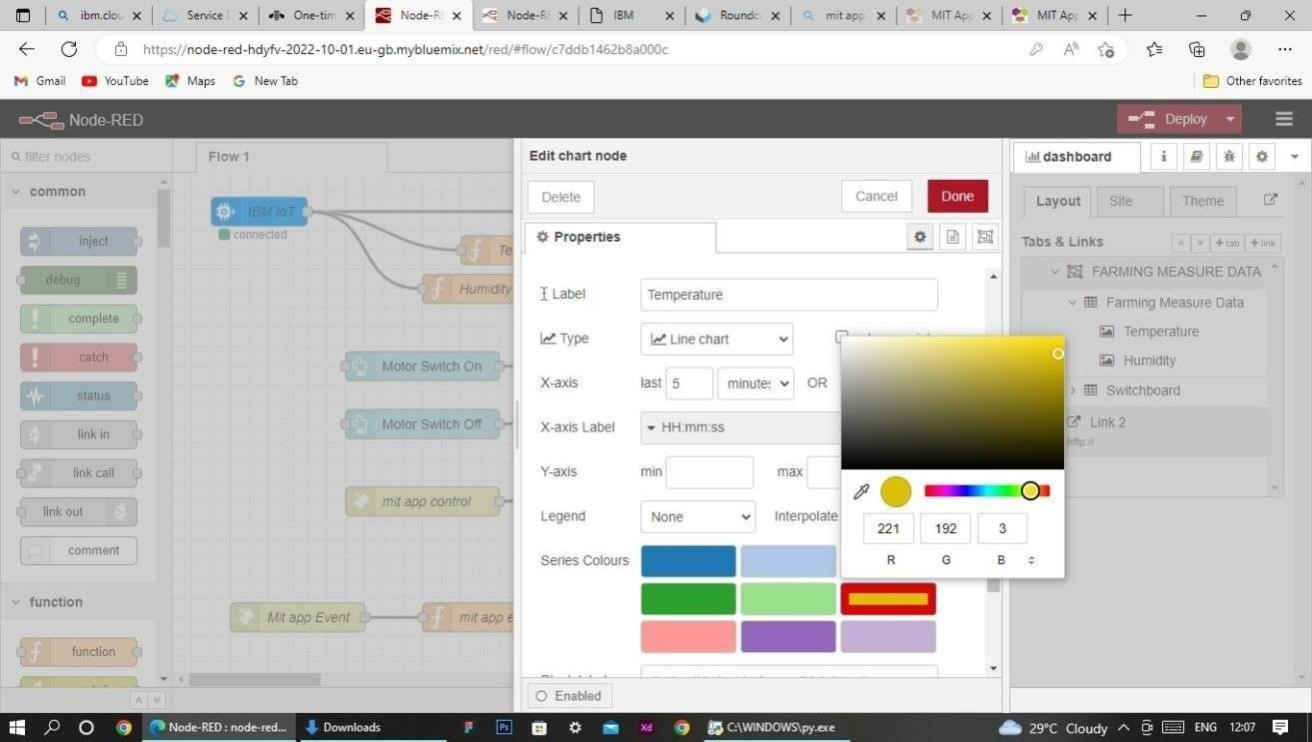 ibm.clou
Service I
One-tim
Node-RE
Node-RE
IBM
Roundcu
mit app
MIT App
MIT App
https://node-red-hdyfv-2022-10-01.eu-gb.mybluemix.net/red/#flow/c7ddb1462b8a000c
Gmail
YouTube
Maps
New Tab
Other favorites
Node-RED
Deploy
filter nodes
Flow 1
Edit chart node
dashboard
common
Delete
Cancel
Done
Layout
Site
Theme
IBM IoT
connected
inject
Properties
Tabs & Links
+ tab
+ link
debug
Te
Humidity
Label
Temperature
FARMING MEASURE DATA
Farming Measure Data
complete
Type
Line chart
Temperature
catch
Motor Switch On
X-axis
last
5
minutes
OR
Humidity
status
Switchboard
link in
Motor Switch Off
X-axis Label
HH:mm:ss
Link 2
http://
link call
Y-axis
min
max
link out
mit app control
Legend
None
Interpolate
221
192
3
R
G
B
comment
Series Colours
function
Mit app Event
mit app e
function
Enabled
Node-RED : node-red...
Downloads
C:\WINDOWS\py.exe
29°C Cloudy
ENG
12:07